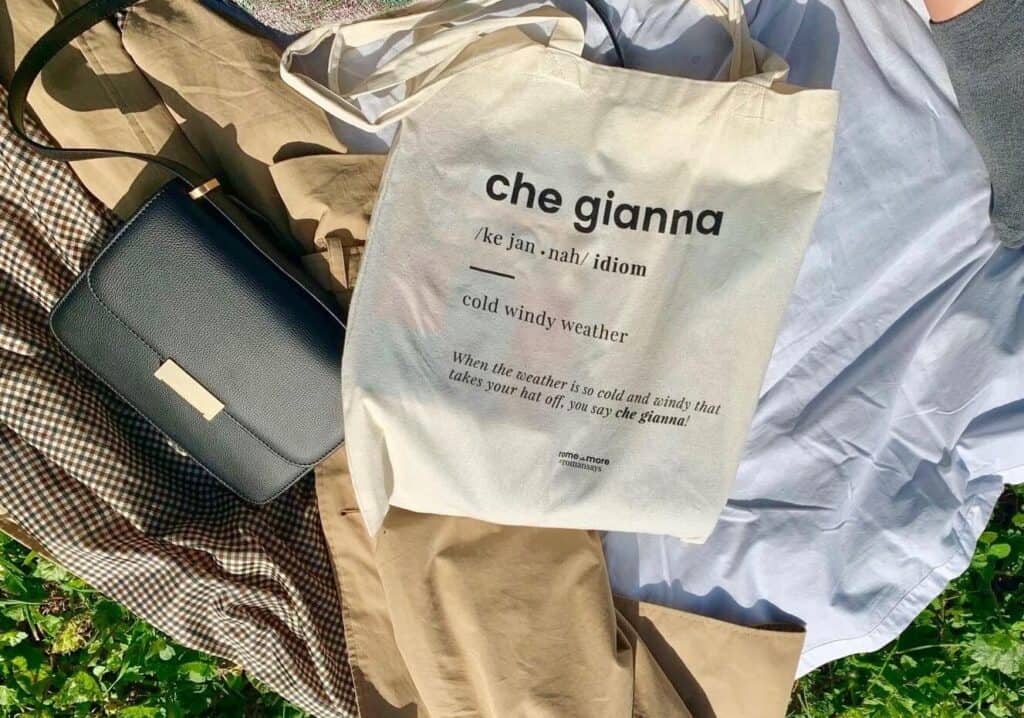 che gianna
/ke jan • nah/ idiom
cold windy weather
When the weather is so cold and windy that
takes your hat off, you say che gianna!
rome more
#romansays